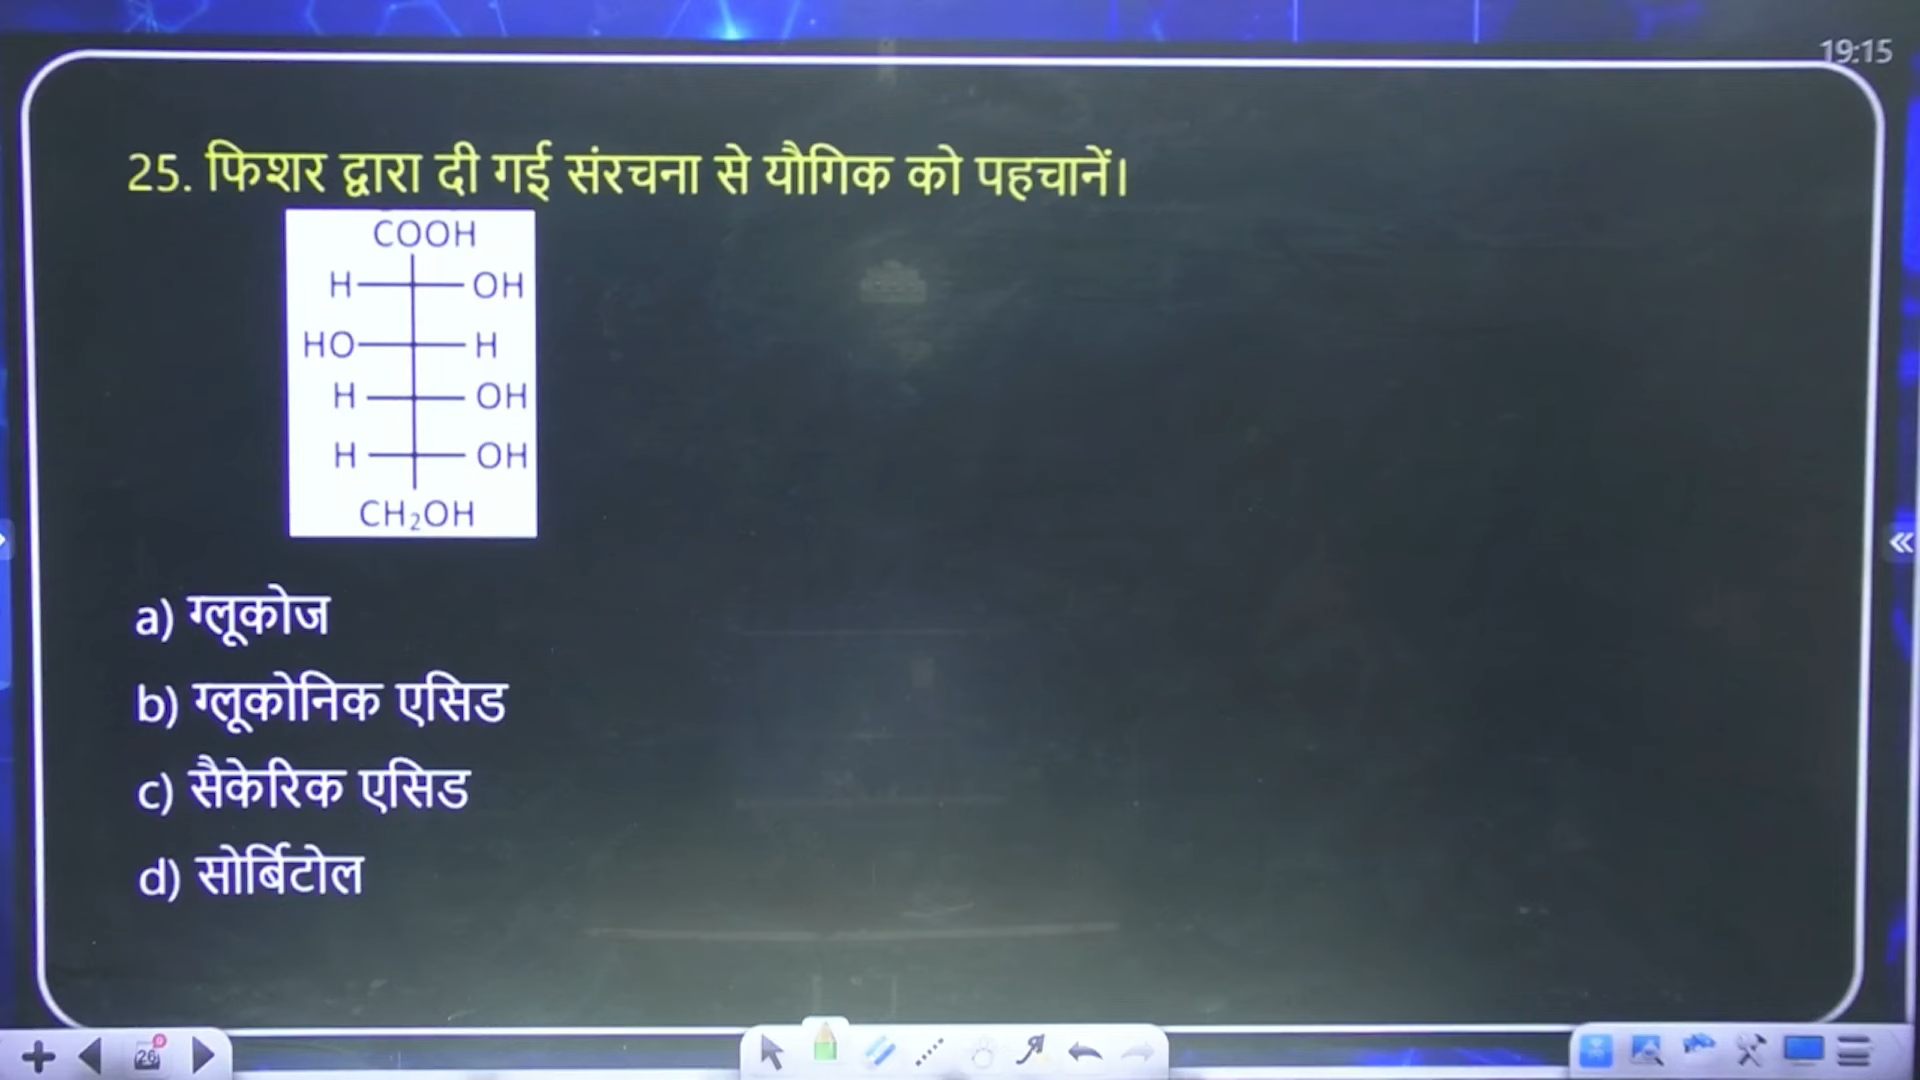 19:15
25. फिशर द्वारा दी गई संरचना से यौगिक को पहचानें।
COOH
H OH
HO H
H OH
H OH
CH₂OH
a) ग्लूकोज
b) ग्लूकोनिक एसिड
c) सैकेरिक एसिड
d) सोर्बिटोल
26